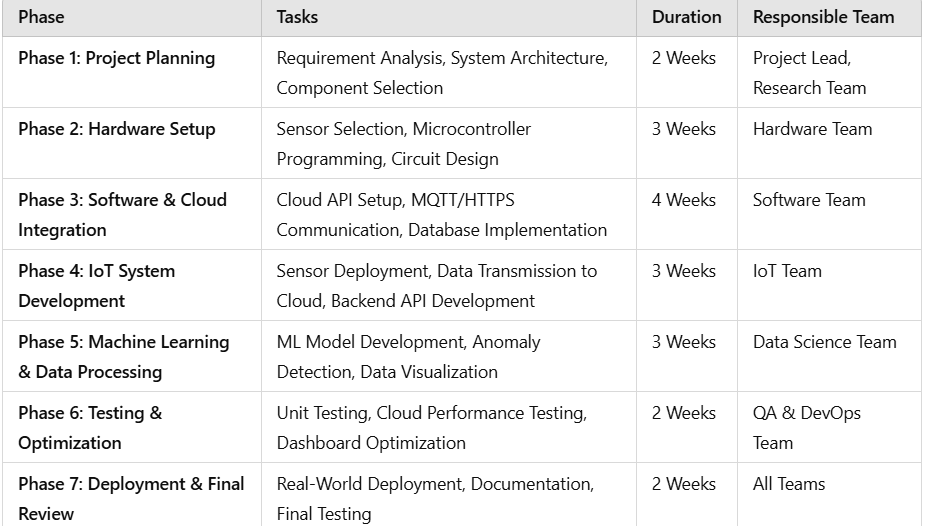 Phase Tasks Duration Responsible Team
Phase 1: Project Planning Requirement Analysis, System Architecture, 2 Weeks Project Lead,
Component Selection Research Team
Phase 2: Hardware Setup Sensor Selection, Microcontroller 3 Weeks Hardware Team
Programming, Circuit Design
Phase 3: Software & Cloud Cloud API Setup, MQTT/HTTPS 4 Weeks Software Team
Integration Communication, Database Implementation
Phase 4: IoT System Sensor Deployment, Data Transmission to 3 Weeks IoT Team
Development Cloud, Backend API Development
Phase 5: Machine Learning ML Model Development, Anomaly 3 Weeks Data Science Team
& Data Processing Detection, Data Visualization
Phase 6: Testing & Unit Testing, Cloud Performance Testing, 2 Weeks QA & DevOps
Optimization Dashboard Optimization Team
Phase 7: Deployment & Final Real-World Deployment, Documentation, 2 Weeks All Teams
Review Final Testing